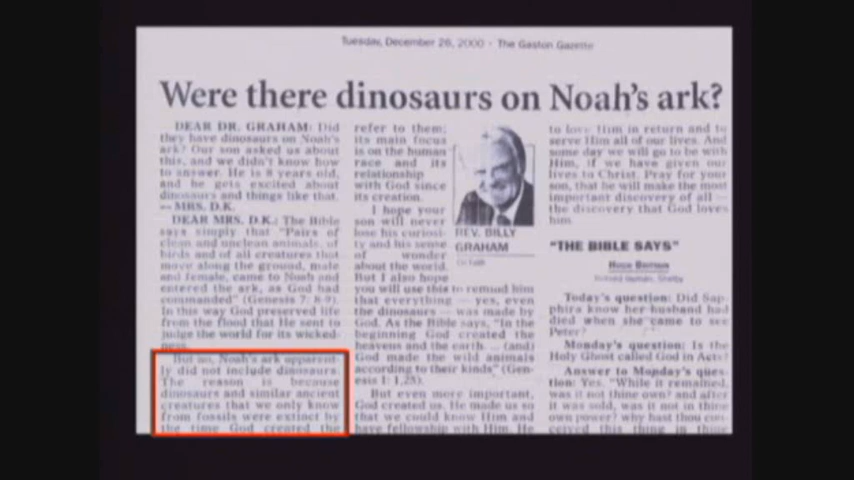 Tuesday, December 26, 2000 - The Gaston Gazette
Were there dinosaurs on Noah's ark?
DEAR DR. GRAHAM: Did
they have dinosaurs on Noah's
ark? Our son asked us about
this, and we didn't know how
to answer. He is 8 years old,
and he gets excited about
dinosaurs and things like that.
— MRS. D.K.
DEAR MRS. D.K.: The Bible
says simply that "Pairs of
clean and unclean animals, of
birds and of all creatures that
move along the ground, male
and female, came to Noah and
entered the ark, as God had
commanded" (Genesis 7: 8-9).
In this way God preserved life
from the flood that He sent to
judge the world for its wicked-
ness.
But no, Noah's ark apparent-
ly did not include dinosaurs.
The reason is because
dinosaurs and similar ancient
creatures that we only know
from fossils were extinct by
the time God created the
refer to them;
its main focus
is on the human
race and its
relationship
with God since
its creation.
I hope your
son will never
lose his curiosi-
ty and his sense
of wonder
about the world.
But I also hope
you will use this to remind him
that everything — yes, even
the dinosaurs — was made by
God. As the Bible says, "In the
beginning God created the
heavens and the earth. ... (and)
God made the wild animals
according to their kinds" (Gen-
esis 1: 1,25).
But even more important,
God created us. He made us so
that we could know Him and
have fellowship with Him. He
REV. BILLY
GRAHAM
to love Him in return and to
serve Him all of our lives. And
some day we will go to be with
Him, if we have given our
lives to Christ. Pray for your
son, that he will make the most
important discovery of all —
the discovery that God loves
him.
"THE BIBLE SAYS"
Today's question: Did Sap-
phira know her husband had
died when she came to see
Peter?
Monday's question: Is the
Holy Ghost called God in Acts?
Answer to Monday's ques-
tion: Yes. "While it remained,
was it not thine own? and after
it was sold, was it not in thine
own power? why hast thou con-
ceived this thing in thine